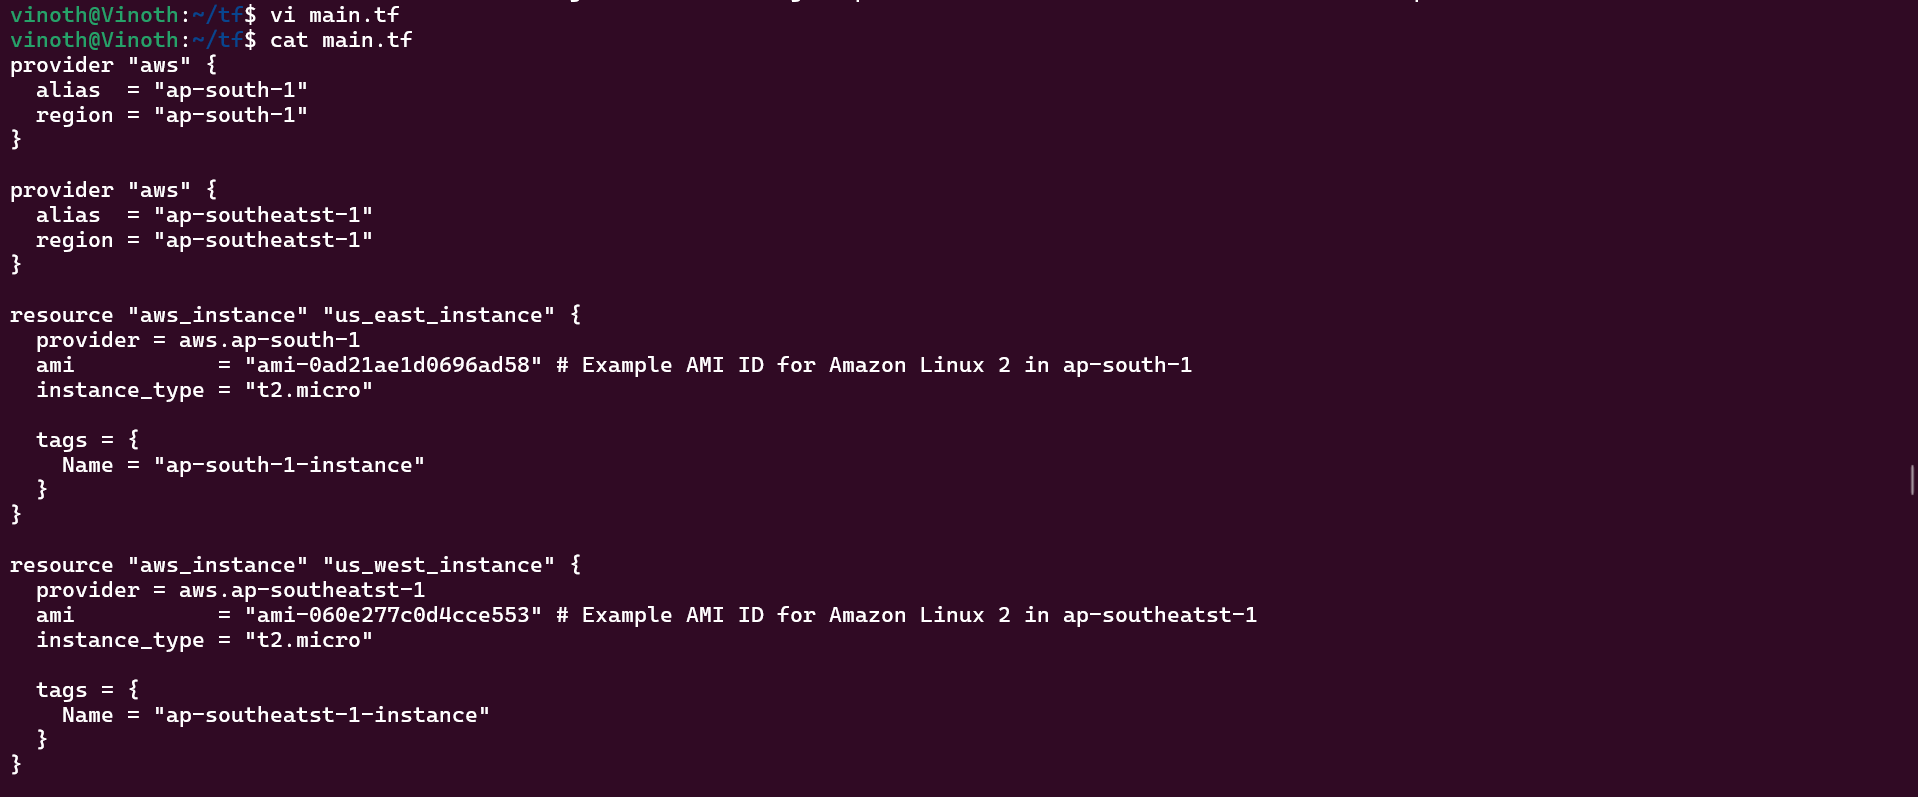 vinoth@Vinoth:~/tf$ vi main.tf
vinoth@Vinoth:~/tf$ cat main.tf
provider "aws" {
  alias  = "ap-south-1"
  region = "ap-south-1"
}

provider "aws" {
  alias  = "ap-southeatst-1"
  region = "ap-southeatst-1"
}

resource "aws_instance" "us_east_instance" {
  provider = aws.ap-south-1
  ami           = "ami-0ad21ae1d0696ad58" # Example AMI ID for Amazon Linux 2 in ap-south-1
  instance_type = "t2.micro"

  tags = {
    Name = "ap-south-1-instance"
  }
}

resource "aws_instance" "us_west_instance" {
  provider = aws.ap-southeatst-1
  ami           = "ami-060e277c0d4cce553" # Example AMI ID for Amazon Linux 2 in ap-southeatst-1
  instance_type = "t2.micro"

  tags = {
    Name = "ap-southeatst-1-instance"
  }
}